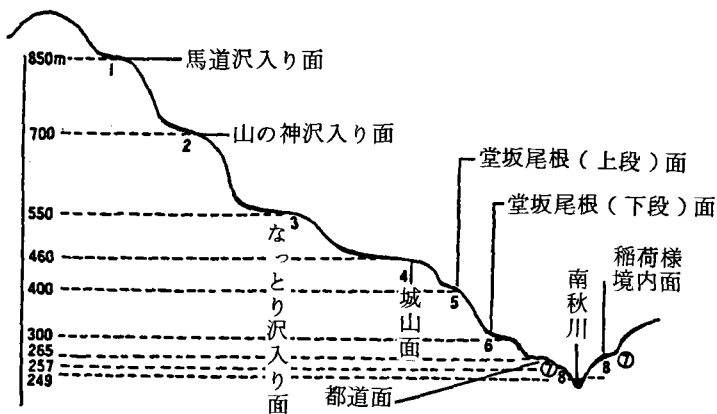 850m
1
馬道沢入り面
700
2
山の神沢入り面
堂坂尾根(上段)面
550
3
堂坂尾根(下段)面
なっとり沢入り面
460
4
城山面
400
5
南秋川
稲荷様
境内面
300
6
265
⑦
8
8
⑦
257
249
都道面